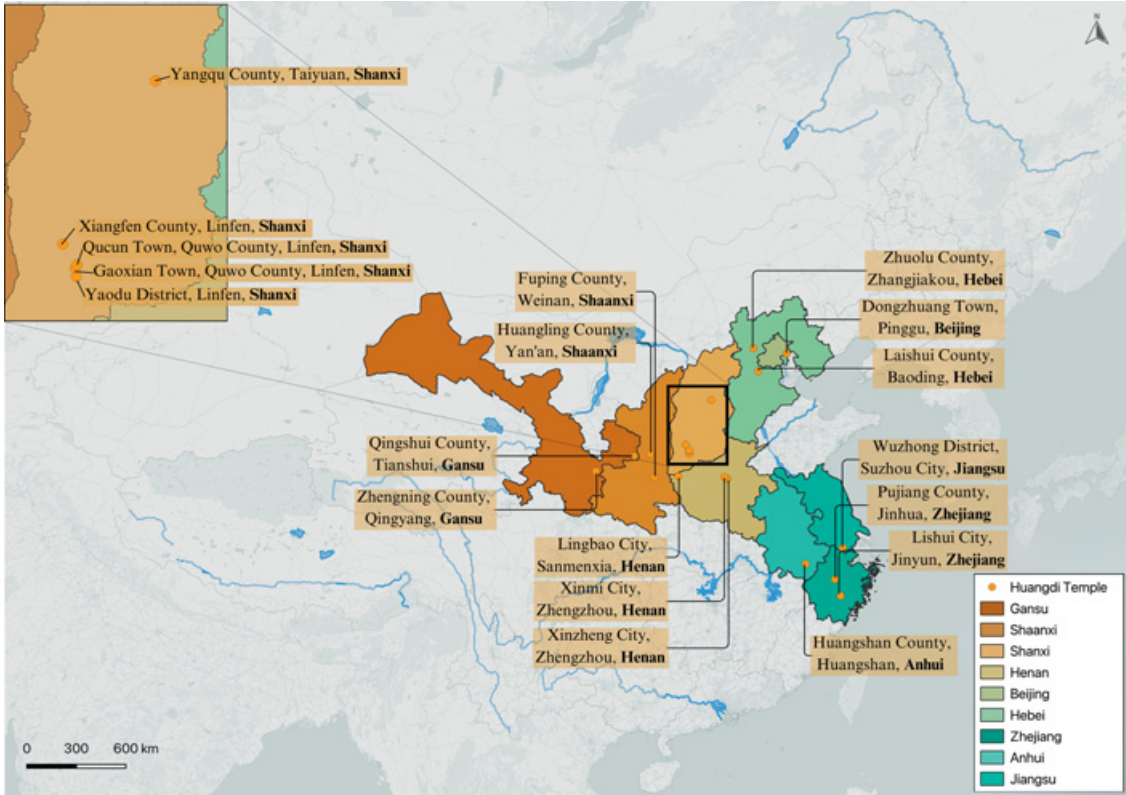 N
Yangqu County, Taiyuan, Shanxi
Xiangfen County, Linfen, Shanxi
Qucun Town, Quwo County, Linfen, Shanxi
Gaoxian Town, Quwo County, Linfen, Shanxi
Yaodu District, Linfen, Shanxi
Fuping County,
Weinan, Shaanxi
Huangling County,
Yan'an, Shaanxi
Zhuolu County,
Zhangjiakou, Hebei
Dongzhuang Town,
Pinggu, Beijing
Laishui County,
Baoding, Hebei
Qingshui County,
Tianshui, Gansu
Zhengning County,
Qingyang, Gansu
Wuzhong District,
Suzhou City, Jiangsu
Pujiang County,
Jinhua, Zhejiang
Lishui City,
Jinyun, Zhejiang
Lingbao City,
Sanmenxia, Henan
Xinmi City,
Zhengzhou, Henan
Xinzheng City,
Zhengzhou, Henan
Huangshan County,
Huangshan, Anhui
Huangdi Temple
Gansu
Shaanxi
Shanxi
Henan
Beijing
Hebei
Zhejiang
Anhui
Jiangsu
0 300 600 km